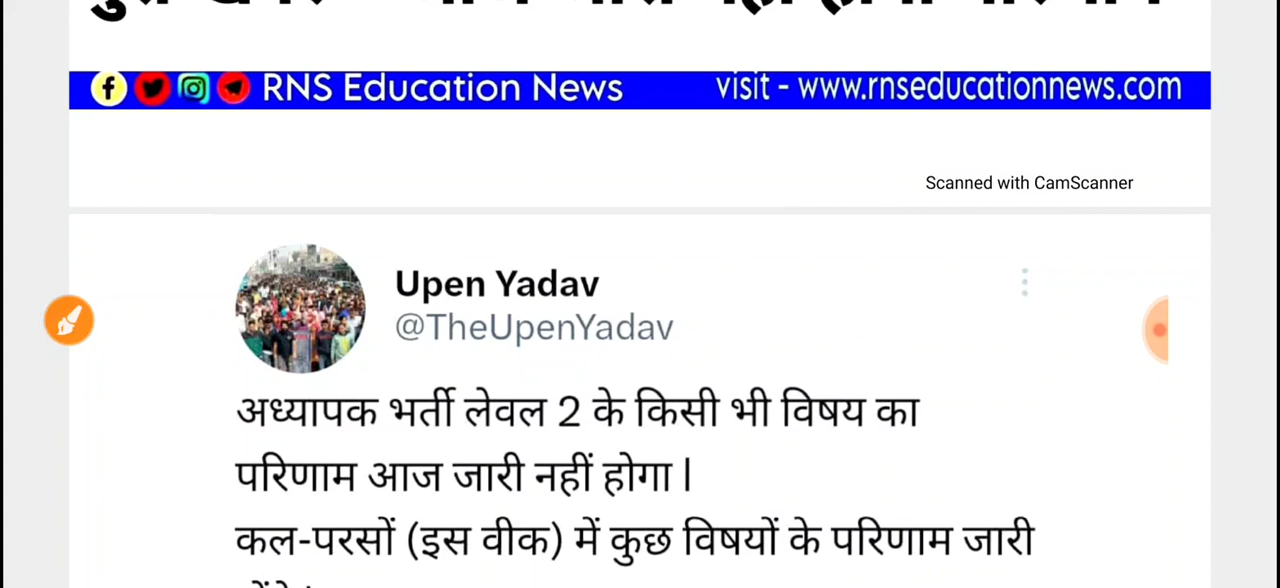 RNS Education News visit - www.rnseducationnews.com
Scanned with CamScanner
Upen Yadav
@TheUpenYadav
अध्यापक भर्ती लेवल 2 के किसी भी विषय का
परिणाम आज जारी नहीं होगा |
कल-परसों (इस वीक) में कुछ विषयों के परिणाम जारी